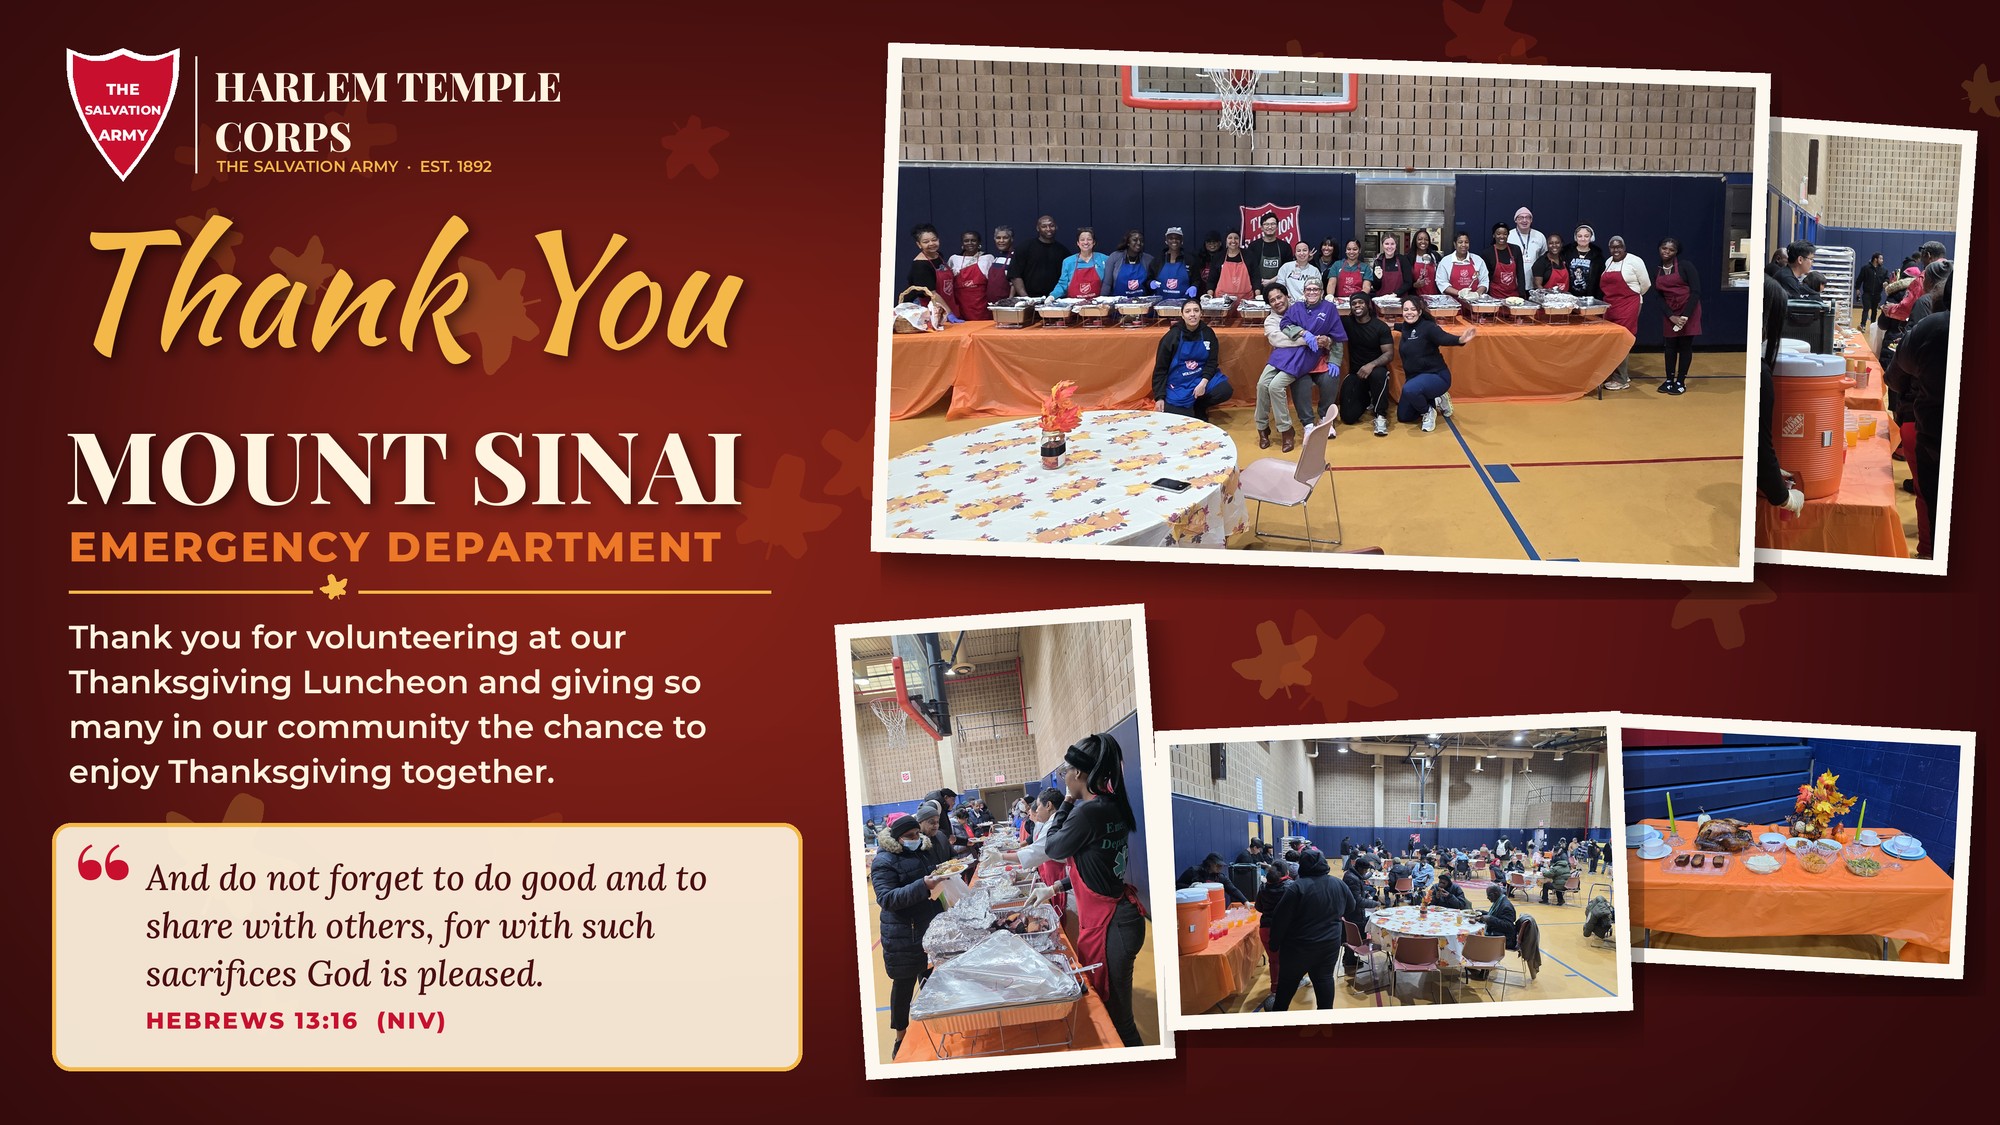 THE
SALVATION
ARMY
HARLEM TEMPLE
CORPS
THE SALVATION ARMY · EST. 1892
Thank You
MOUNT SINAI
EMERGENCY DEPARTMENT
Thank you for volunteering at our
Thanksgiving Luncheon and giving so
many in our community the chance to
enjoy Thanksgiving together.
“
And do not forget to do good and to
share with others, for with such
sacrifices God is pleased.
HEBREWS 13:16 (NIV)